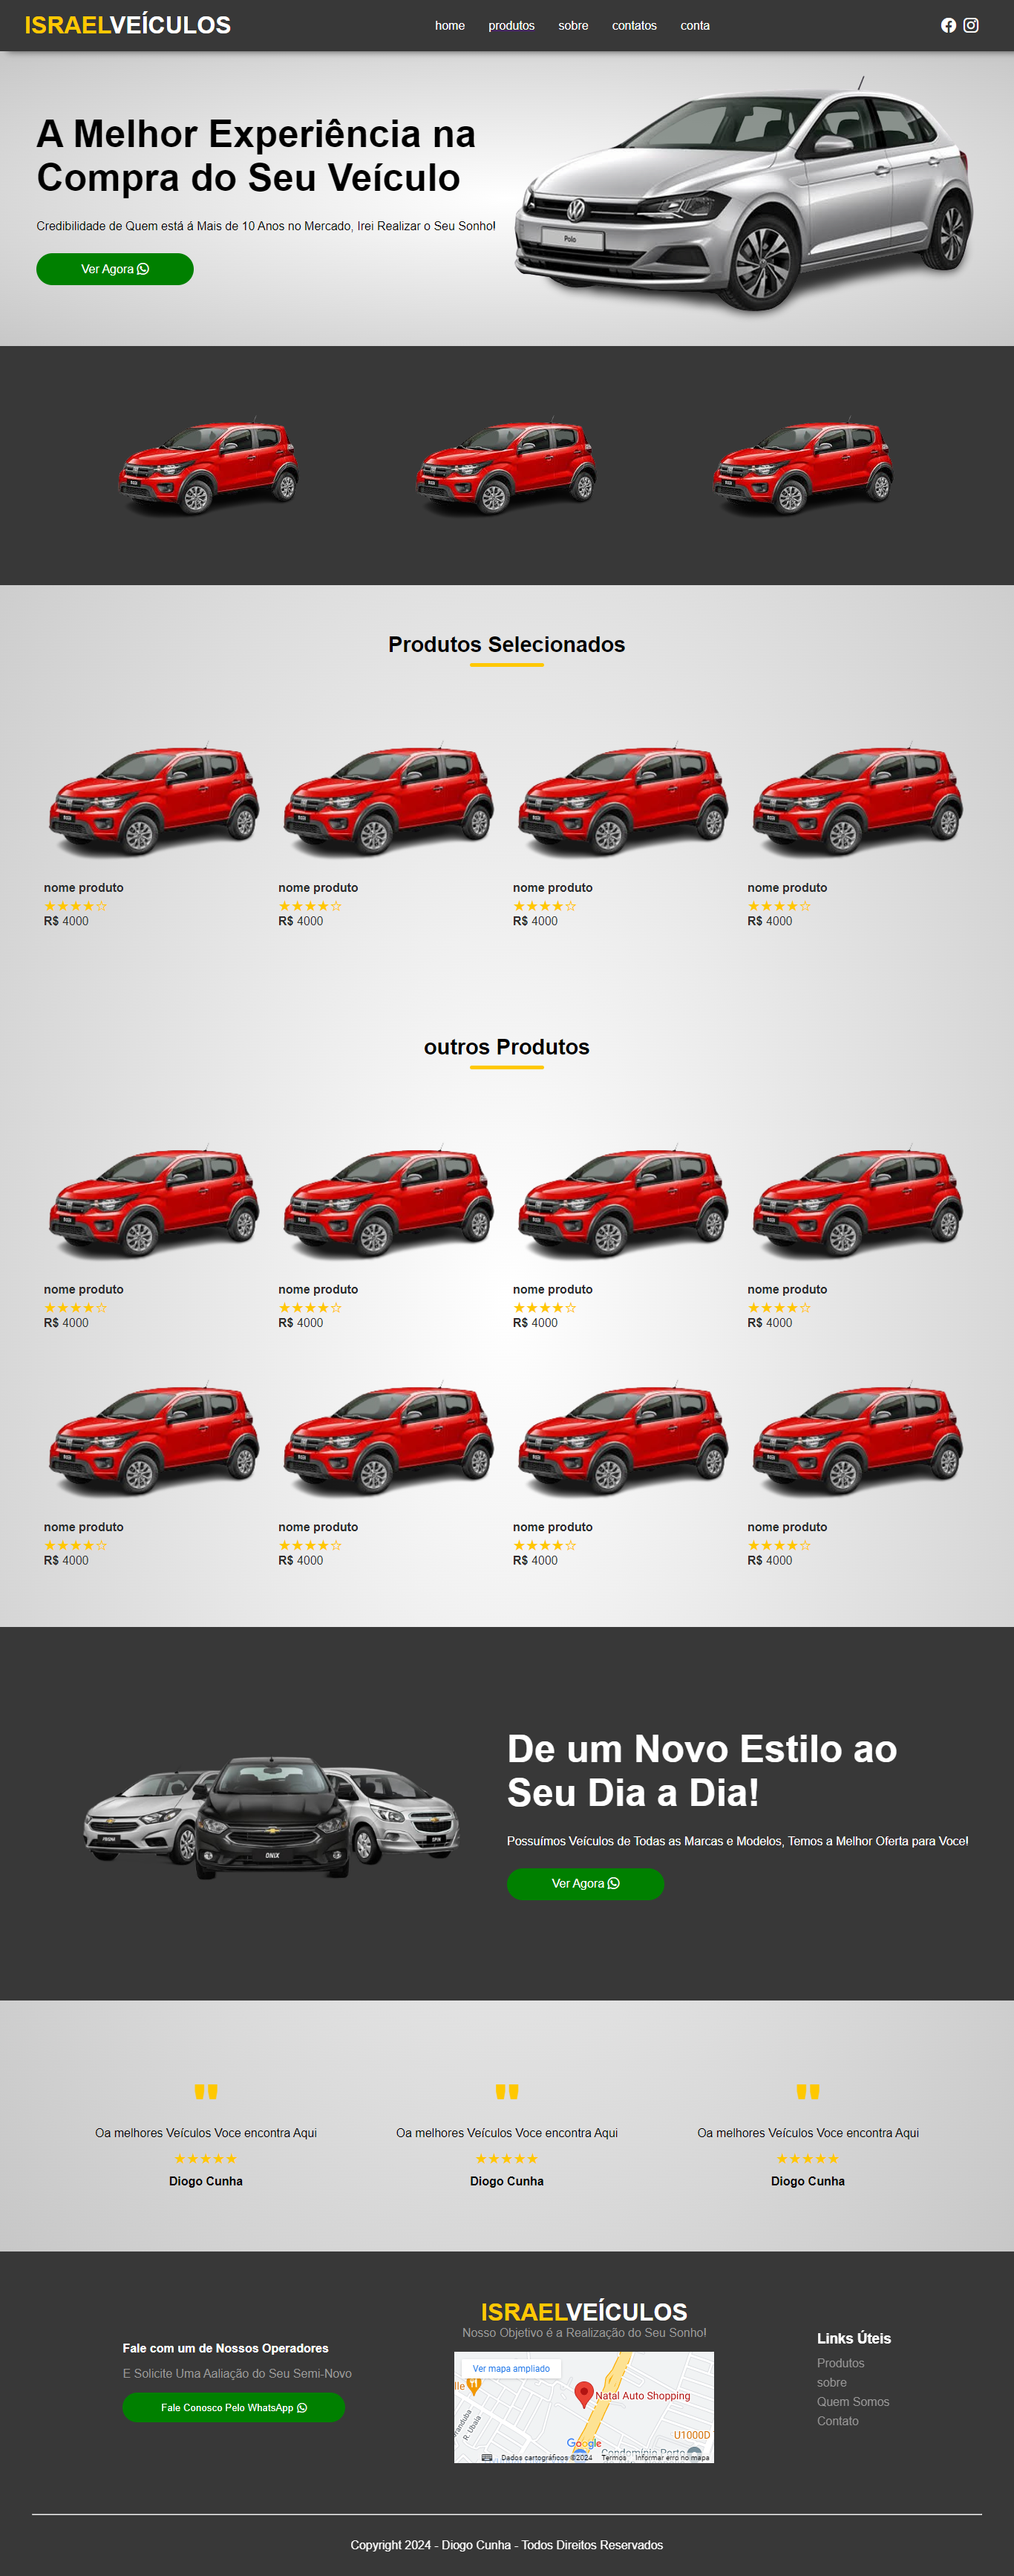 ISRAELVEÍCULOS
home produtos sobre contatos conta
A Melhor Experiência na
Compra do Seu Veículo
Credibilidade de Quem está á Mais de 10 Anos no Mercado, Irei Realizar o Seu Sonho!
Polo
Ver Agora
Produtos Selecionados
nome produto nome produto nome produto nome produto
★★★★☆ ★★★★☆ ★★★★☆ ★★★★☆
R$ 4000 R$ 4000 R$ 4000 R$ 4000
outros Produtos
nome produto nome produto nome produto nome produto
★★★★☆ ★★★★☆ ★★★★☆ ★★★★☆
R$ 4000 R$ 4000 R$ 4000 R$ 4000
nome produto nome produto nome produto nome produto
★★★★☆ ★★★★☆ ★★★★☆ ★★★★☆
R$ 4000 R$ 4000 R$ 4000 R$ 4000
De um Novo Estilo ao
Seu Dia a Dia!
Possuímos Veículos de Todas as Marcas e Modelos, Temos a Melhor Oferta para Voce!
ONIX
SPIN
Ver Agora
" " "
Oa melhores Veículos Voce encontra Aqui Oa melhores Veículos Voce encontra Aqui Oa melhores Veículos Voce encontra Aqui
★★★★★ ★★★★★ ★★★★★
Diogo Cunha Diogo Cunha Diogo Cunha
Fale com um de Nossos Operadores
E Solicite Uma Aaliação do Seu Semi-Novo
Fale Conosco Pelo WhatsApp
ISRAELVEÍCULOS
Nosso Objetivo é a Realização do Seu Sonho!
Ver mapa ampliado
lle
Natal Auto Shopping
R. Ubaia
U1000D
Google
Condomínio Porto
Dados cartográficos ©2024 Termos Informar erro no mapa
Links Úteis
Produtos
sobre
Quem Somos
Contato
Copyright 2024 - Diogo Cunha - Todos Direitos Reservados